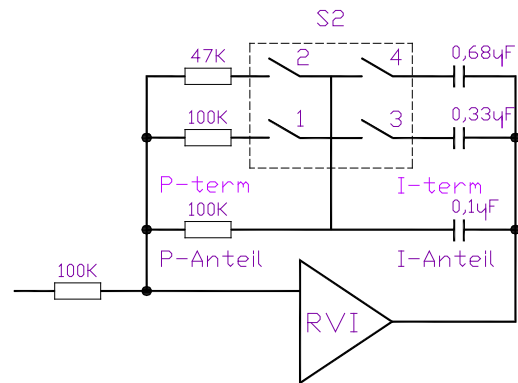 S2
47K 2 4 0,68µF
100K 1 3 0,33µF
P-term I-term
100K 0,1µF
P-Anteil I-Anteil
100K
RVI